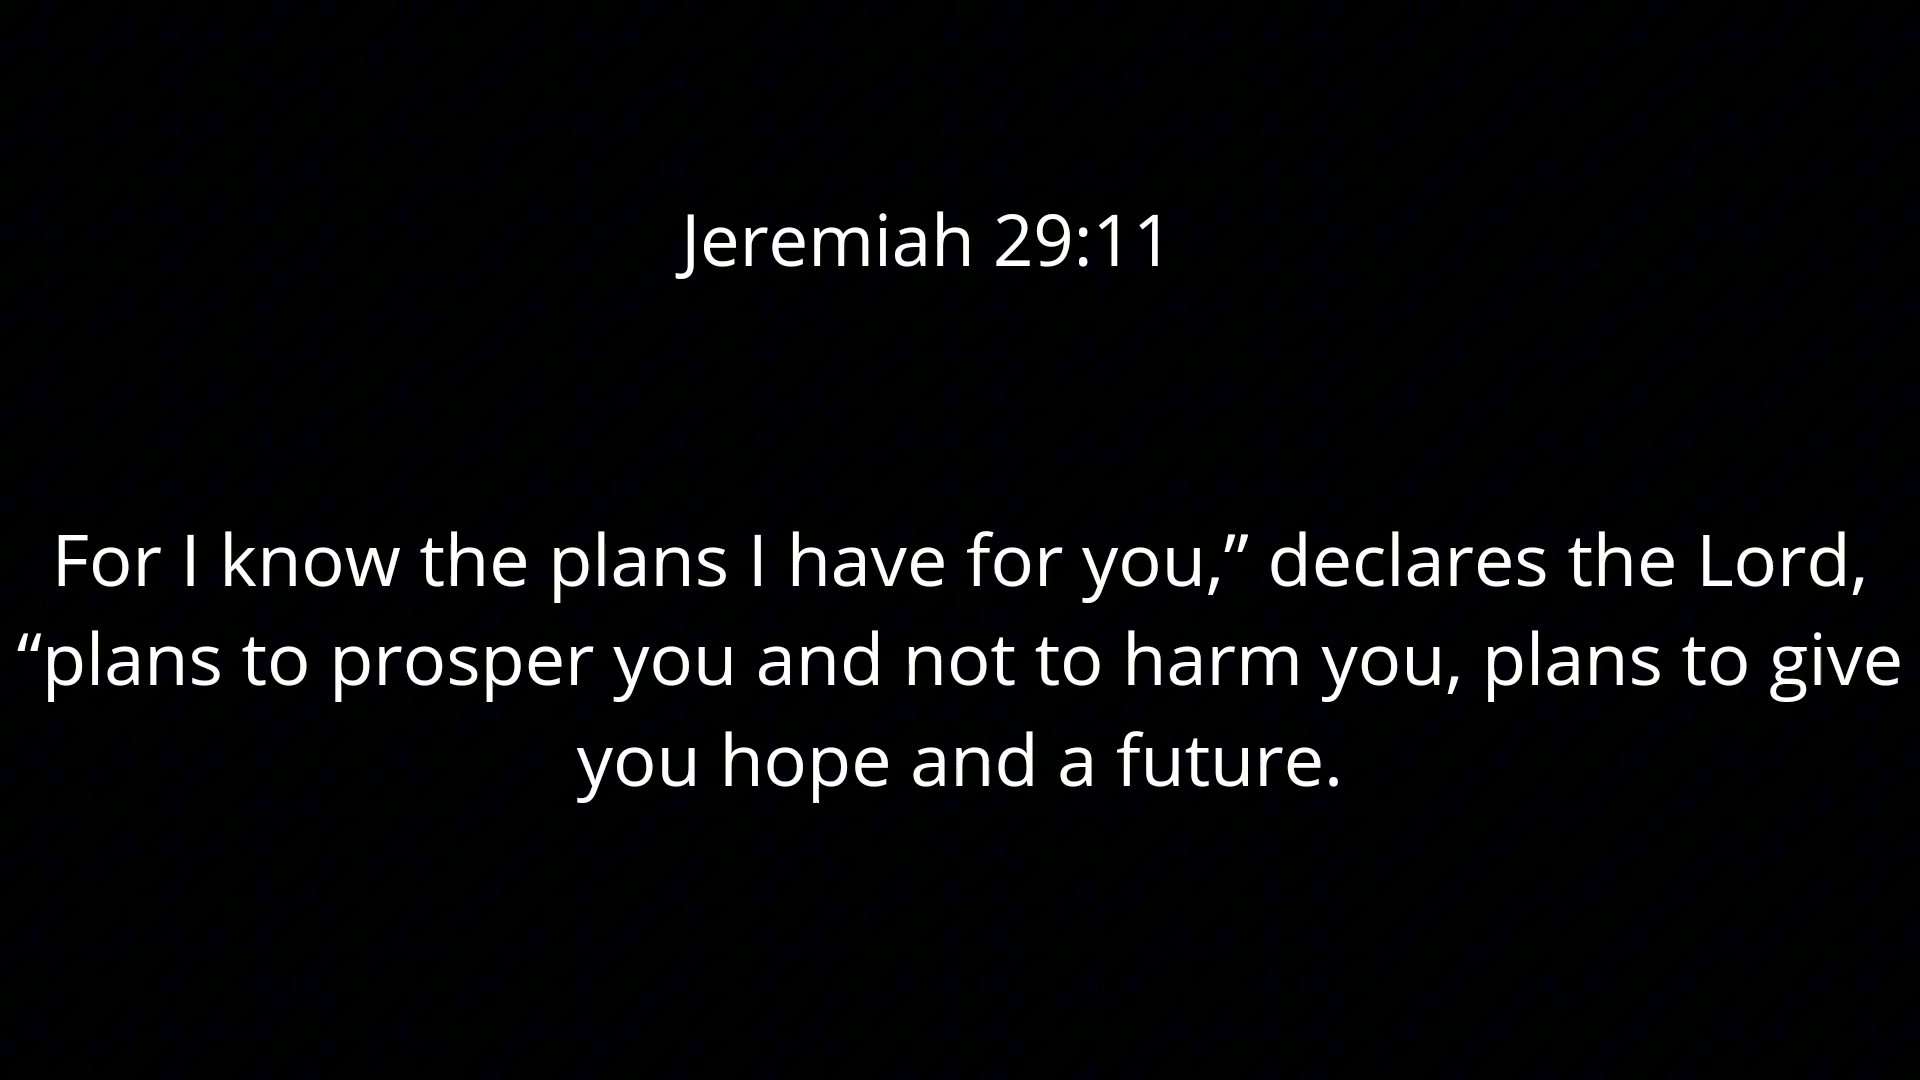 Jeremiah 29:11
For I know the plans I have for you,” declares the Lord,
“plans to prosper you and not to harm you, plans to give
you hope and a future.